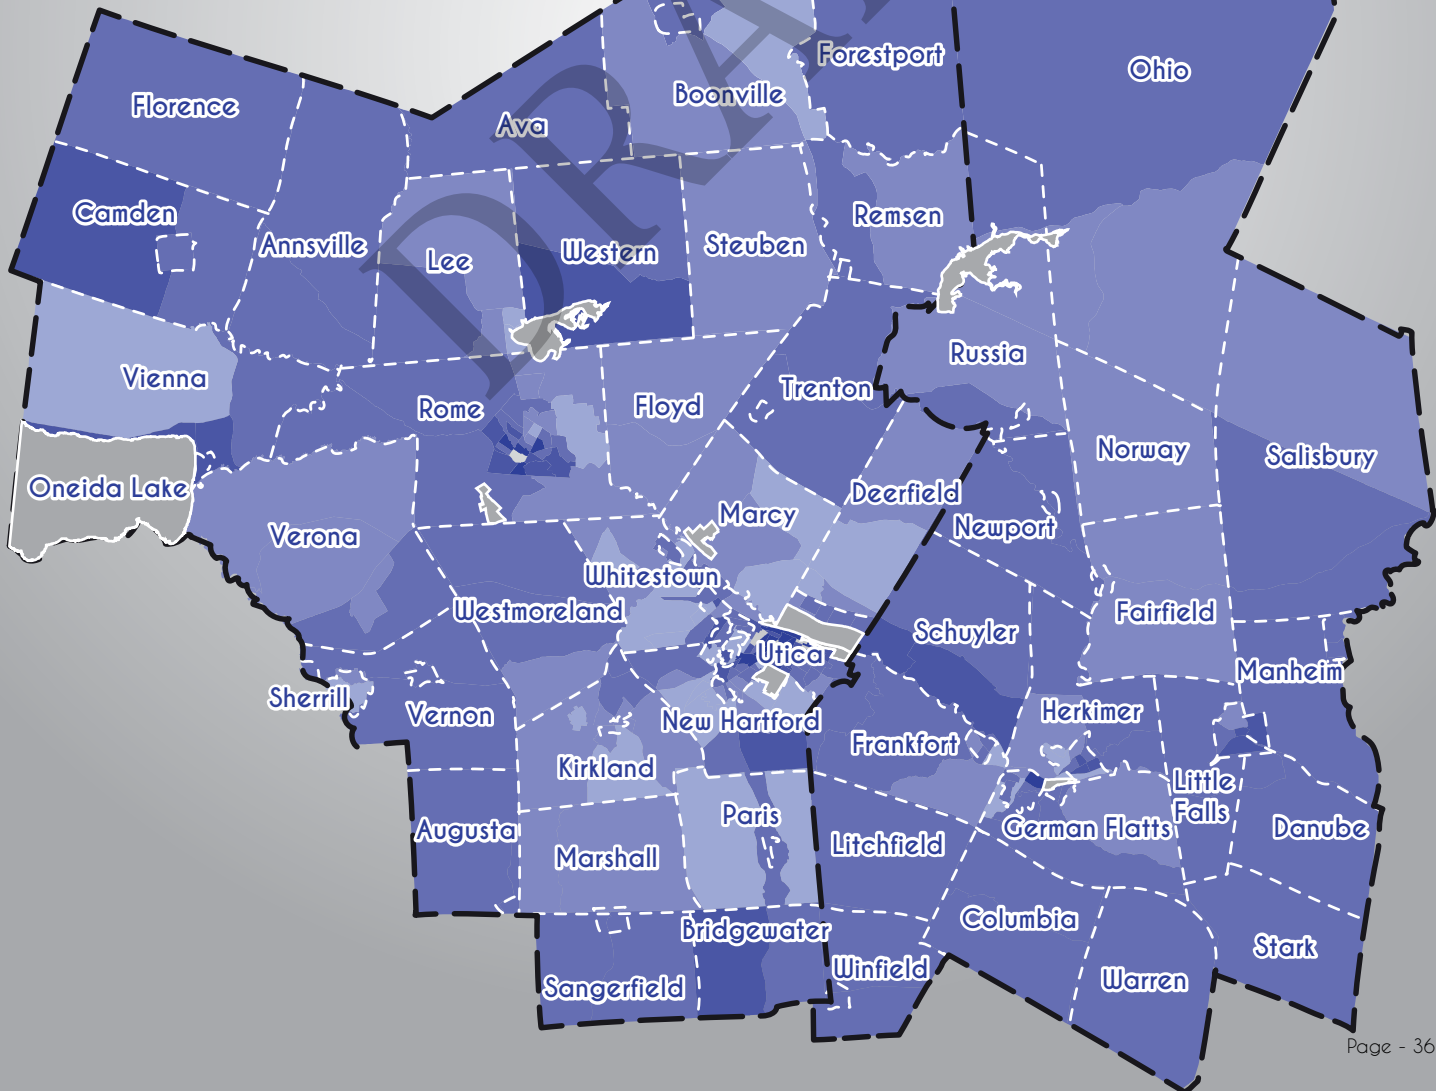 Forestport
Ohio
Boonville
Florence
Ava
DRA
Camden
Remsen
Annsville
Lee
Western
Steuben
Russia
Vienna
Trenton
Rome
Floyd
Norway
Salisbury
Oneida Lake
Deerfield
Marcy
Newport
Verona
Whitestown
Westmoreland
Fairfield
Schuyler
Utica
Manheim
Sherrill
Vernon
New Hartford
Herkimer
Frankfort
Kirkland
Little
Falls
Paris
Augusta
German Flatts
Danube
Litchfield
Marshall
Columbia
Bridgewater
Stark
Winfield
Warren
Sangerfield
Page - 36